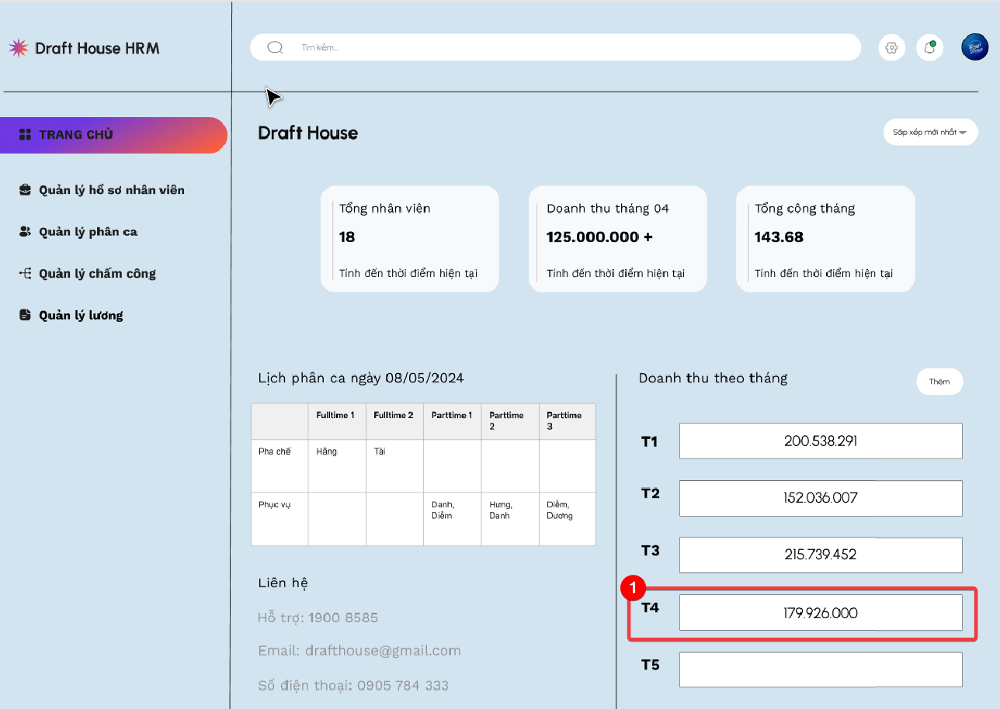 Draft House HRM
Tìm kiếm...
TRANG CHỦ
Quản lý hồ sơ nhân viên
Quản lý phân ca
Quản lý chấm công
Quản lý lương
Draft House
Sắp xếp mới nhất
Tổng nhân viên
18
Tính đến thời điểm hiện tại
Doanh thu tháng 04
125.000.000 +
Tính đến thời điểm hiện tại
Tổng công tháng
143.68
Tính đến thời điểm hiện tại
Lịch phân ca ngày 08/05/2024
Fulltime 1 Fulltime 2 Parttime 1 Parttime 2 Parttime 3
Pha chế Hằng Tài
Phục vụ Danh, Diễm Hưng, Danh Diễm, Dương
Liên hệ
Hỗ trợ: 1900 8585
Email: drafthouse@gmail.com
Số điện thoại: 0905 784 333
Doanh thu theo tháng
Thêm
T1 200.538.291
T2 152.036.007
T3 215.739.452
1
T4 179.926.000
T5